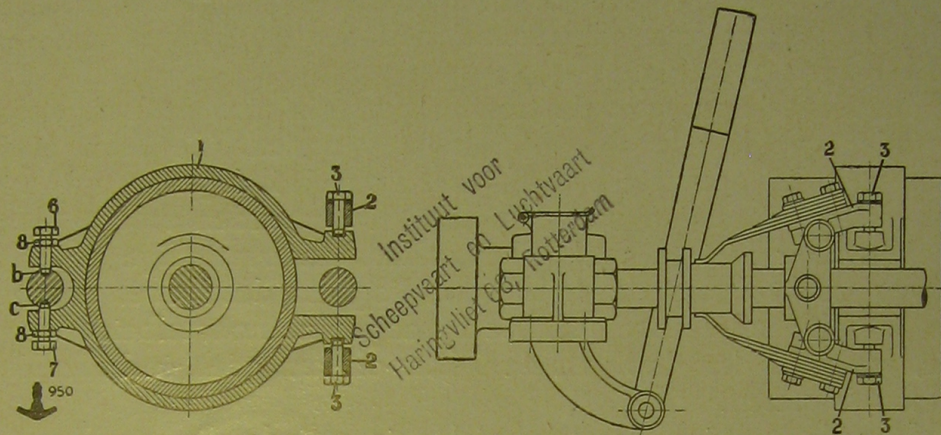 1
3
2
6
8
b
c
8
7
2
3
950
Instituut voor
Scheepvaart en Luchtvaart
Haringvliet 68, Rotterdam
2
3
2
3